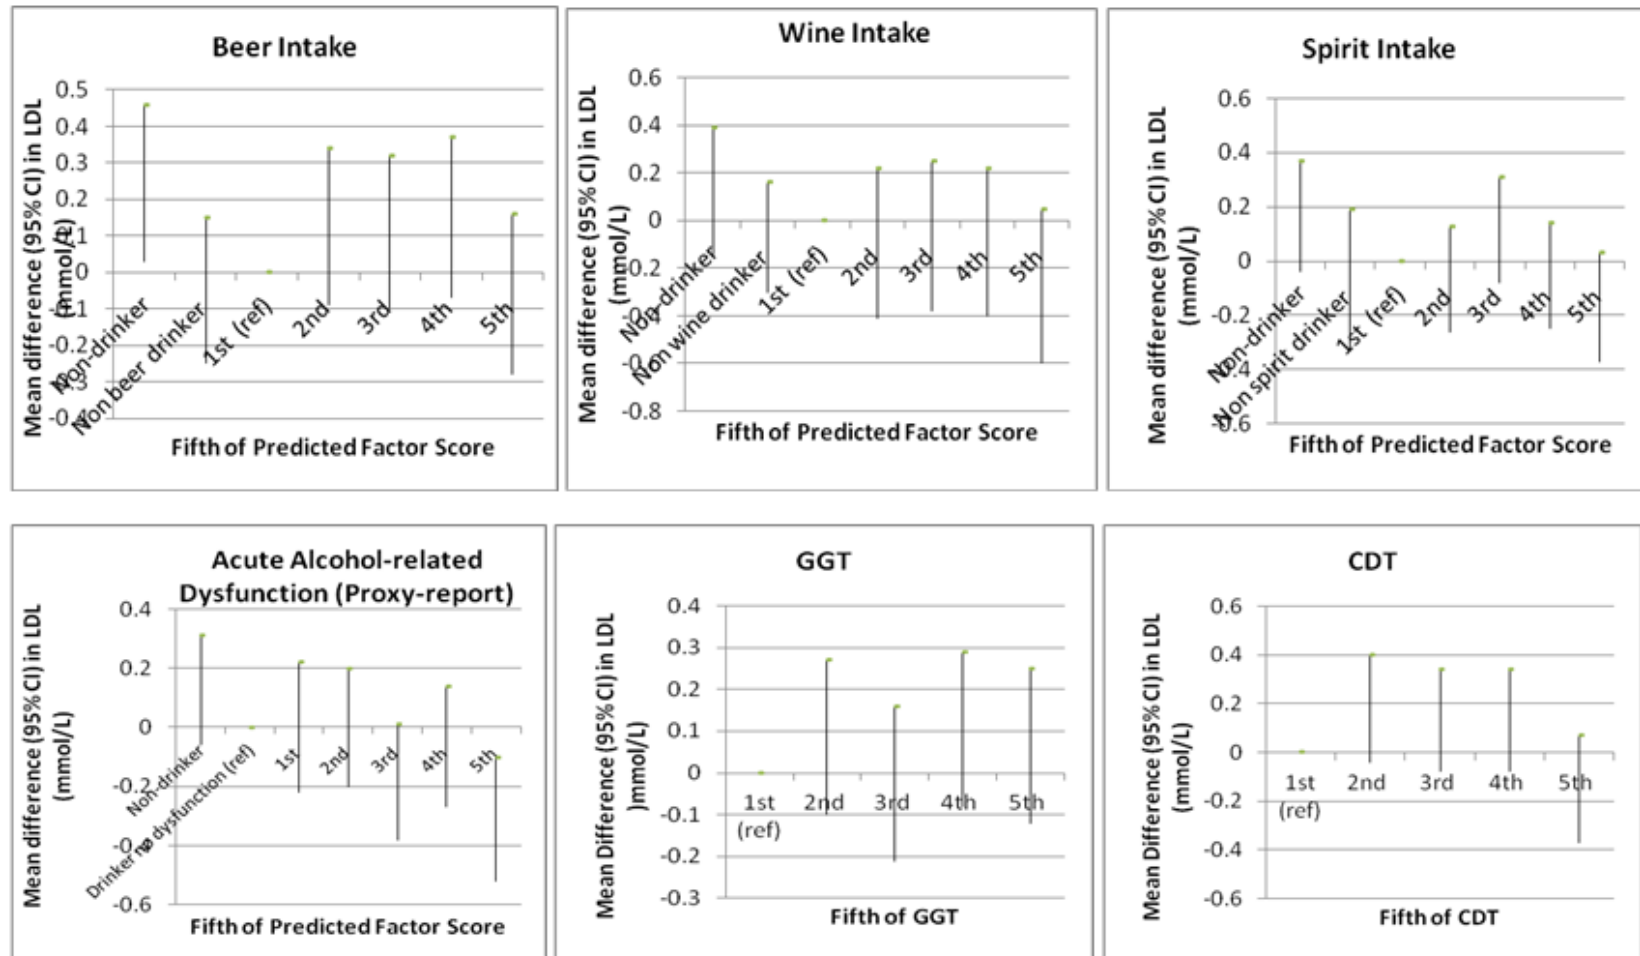 Beer Intake
Mean difference (95% CI) in LDL
(mmol/L)
0.5
0.4
0.3
0.2
0.1
0
-0.1
-0.2
-0.3
-0.4
Non-drinker
Non beer drinker
1st (ref)
2nd
3rd
4th
5th
Fifth of Predicted Factor Score
Wine Intake
Mean difference (95% CI) in LDL
(mmol/L)
0.6
0.4
0.2
0
-0.2
-0.4
-0.6
-0.8
Non-drinker
Non wine drinker
1st (ref)
2nd
3rd
4th
5th
Fifth of Predicted Factor Score
Spirit Intake
Mean difference (95% CI) in LDL
(mmol/L)
0.6
0.4
0.2
0
-0.2
-0.4
-0.6
Non-drinker
Non spirit drinker
1st (ref)
2nd
3rd
4th
5th
Fifth of Predicted Factor Score
Acute Alcohol-related
Dysfunction (Proxy-report)
Mean difference (95% CI) in LDL
(mmol/L)
0.4
0.2
0
-0.2
-0.4
-0.6
Non-drinker
Drinker no dysfunction (ref)
1st
2nd
3rd
4th
5th
Fifth of Predicted Factor Score
GGT
Mean Difference (95% CI) in LDL
)mmol/L)
0.4
0.3
0.2
0.1
0
-0.1
-0.2
-0.3
1st
(ref)
2nd
3rd
4th
5th
Fifth of GGT
CDT
Mean Difference (95% CI) in LDL
(mmol/L)
0.6
0.4
0.2
0
-0.2
-0.4
-0.6
1st
(ref)
2nd
3rd
4th
5th
Fifth of CDT